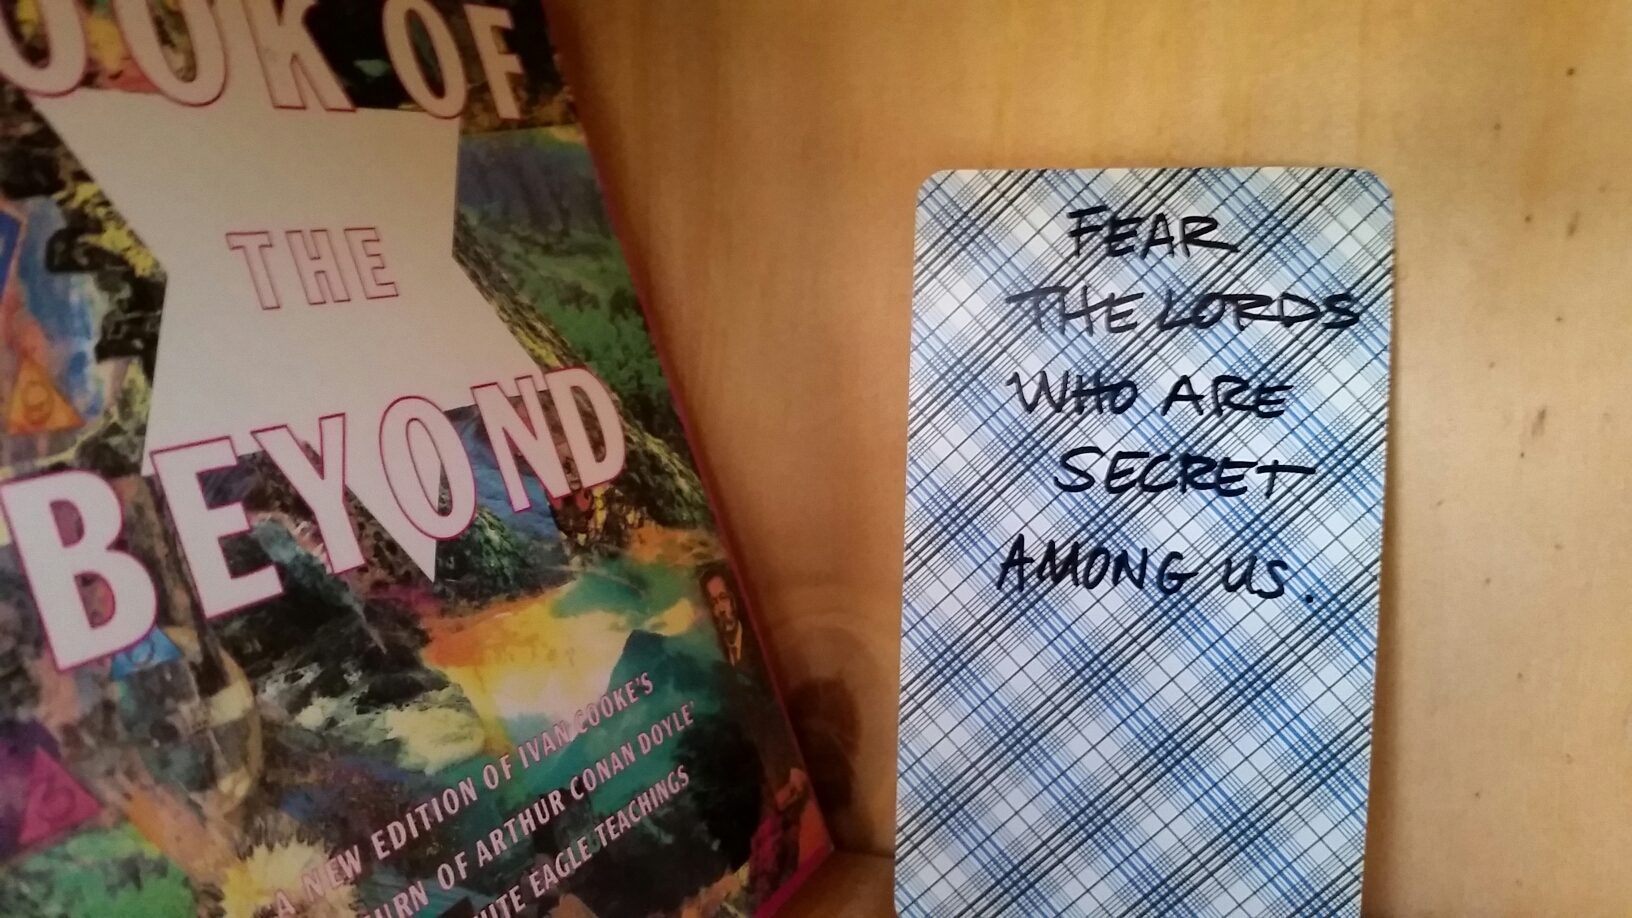 OOK OF
THE
BEYOND
A NEW EDITION OF IVAN COOKE'S
URN OF ARTHUR CONAN DOYLE'
ITE EAGLE TEACHINGS
FEAR
THE LORDS
WHO ARE
SECRET
AMONG US.